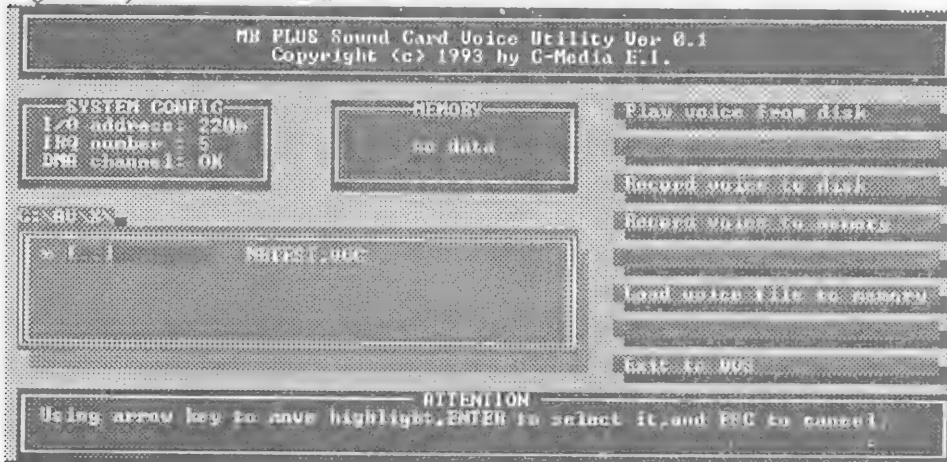 MB PLUS Sound Card Voice Utility Ver 0.1
Copyright (c) 1993 by C-Media E.I.
SYSTEM CONFIG
I/O address: 220h
IRQ number : 5
DMA channel: OK
MEMORY
no data
Play voice from disk
Record voice to disk
Record voice to memory
Load voice file to memory
Exit to DOS
[..]
ATTENTION
Using arrow key to move highlight,ENTER to select it,and ESC to cancel.